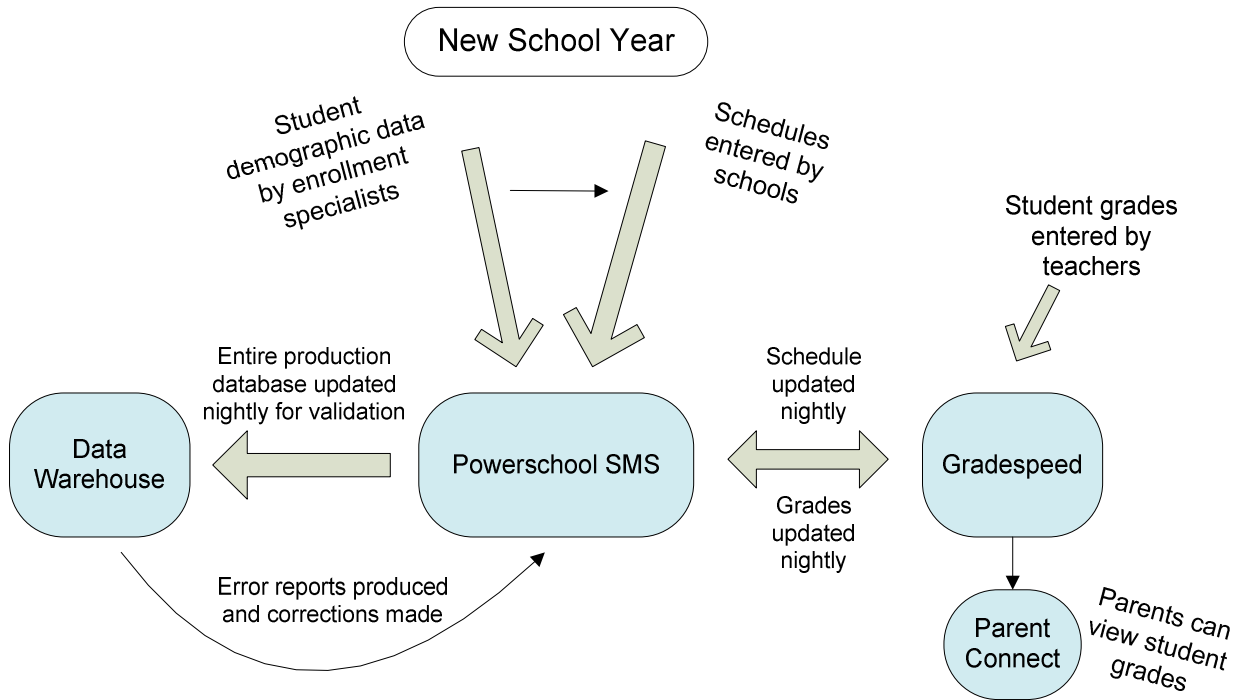 New School Year
Student
demographic data
by enrollment
specialists
Schedules
entered by
schools
Student grades
entered by
teachers
Entire production
database updated
nightly for validation
Schedule
updated
nightly
Data
Warehouse
Powerschool SMS
Gradespeed
Grades
updated
nightly
Error reports produced
and corrections made
Parent
Connect
Parents can
view student
grades